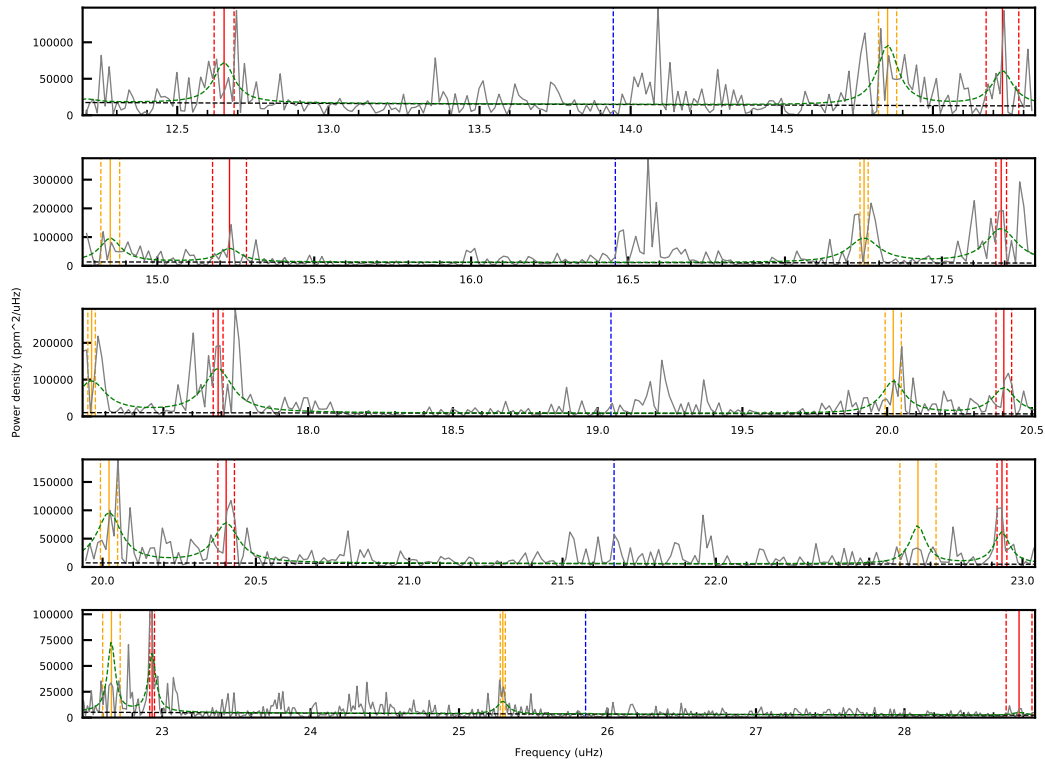 100000
50000
0
12.5 13.0 13.5 14.0 14.5 15.0
300000
200000
100000
0
15.0 15.5 16.0 16.5 17.0 17.5
Power density (ppm^2/uHz)
200000
100000
0
17.5 18.0 18.5 19.0 19.5 20.0 20.5
150000
100000
50000
0
20.0 20.5 21.0 21.5 22.0 22.5 23.0
100000
75000
50000
25000
0
23 24 25 26 27 28
Frequency (uHz)